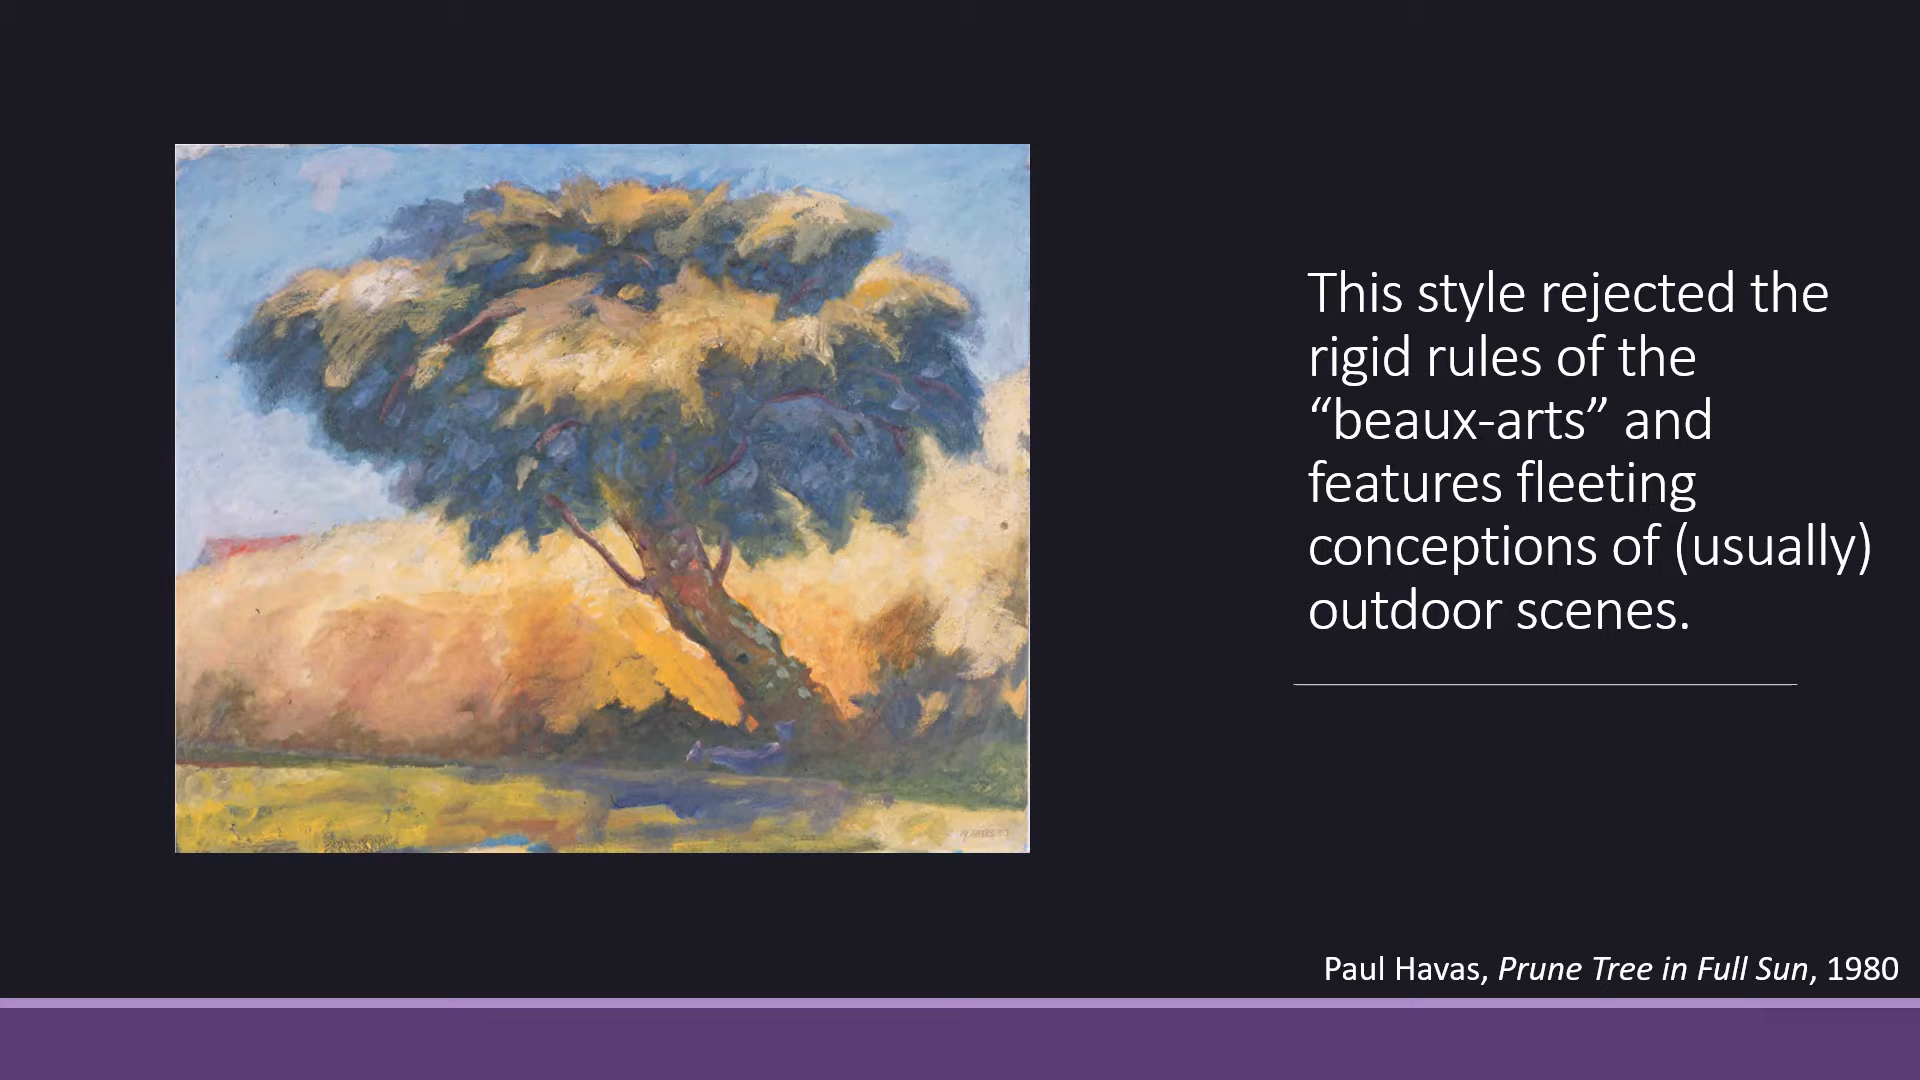 This style rejected the
rigid rules of the
“beaux-arts” and
features fleeting
conceptions of (usually)
outdoor scenes.
Paul Havas, Prune Tree in Full Sun, 1980